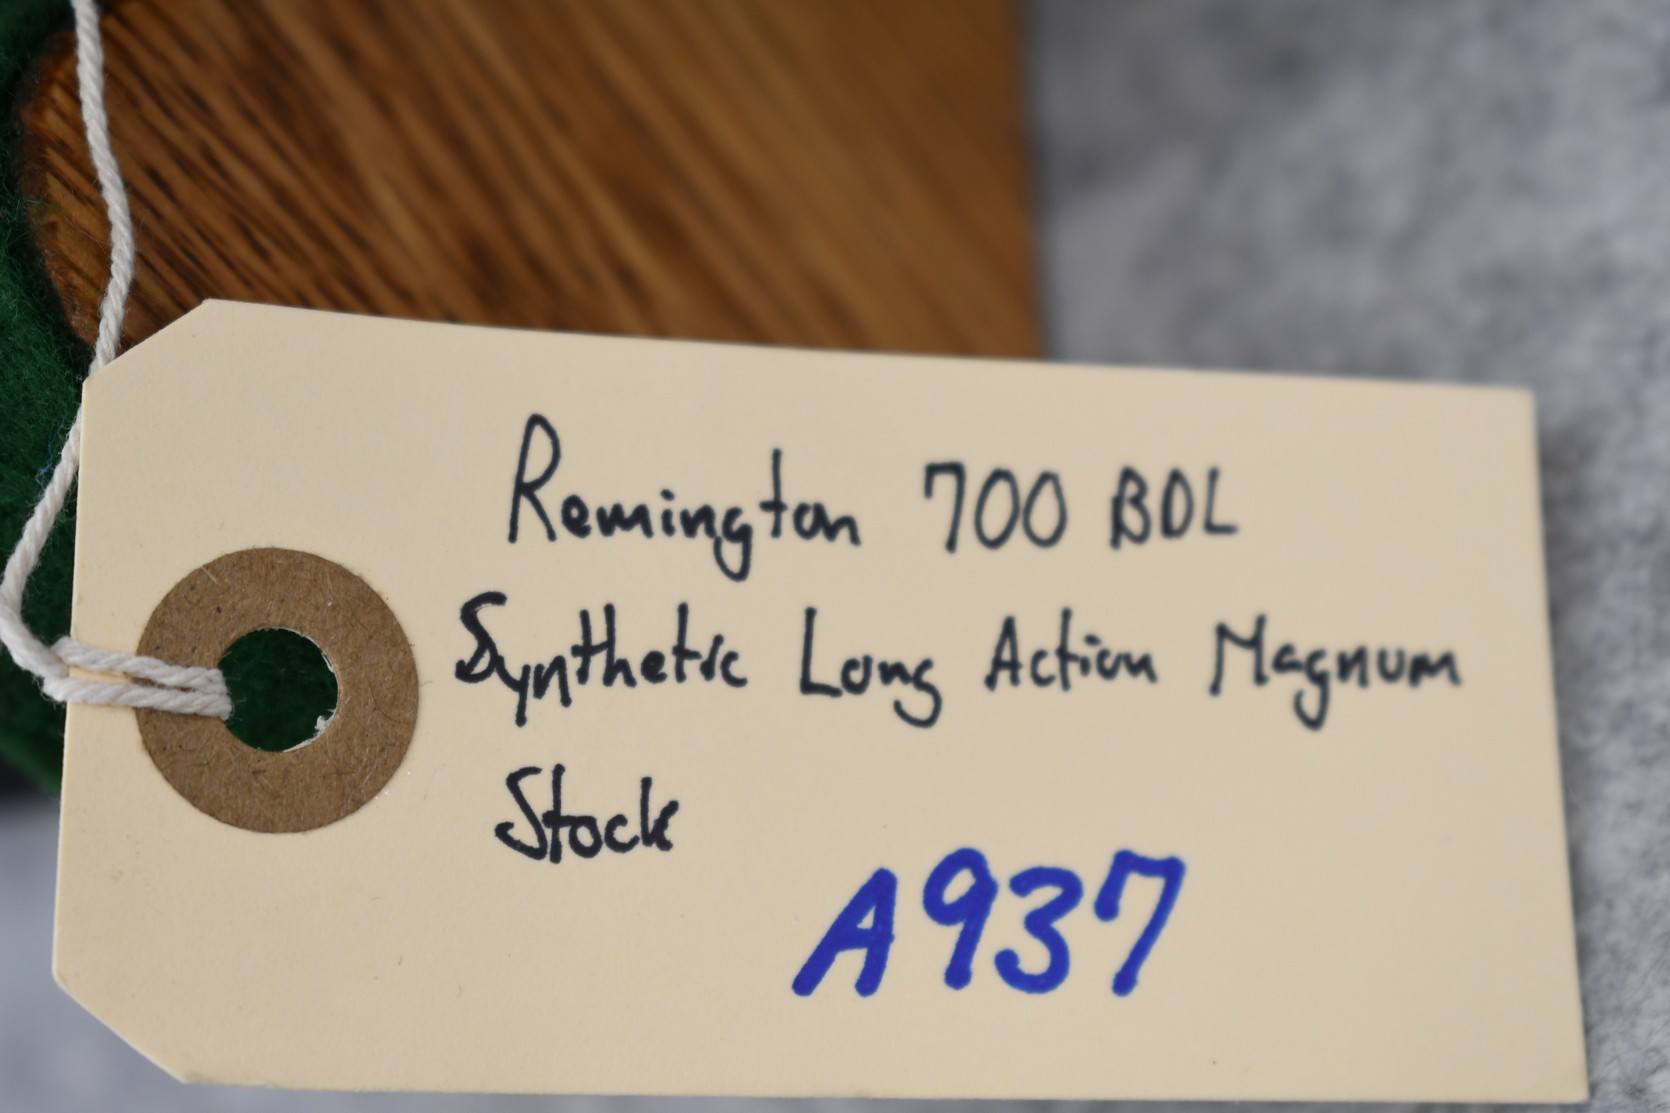 Remington 700 BDL
Synthetic Long Action Magnum
Stock
A937